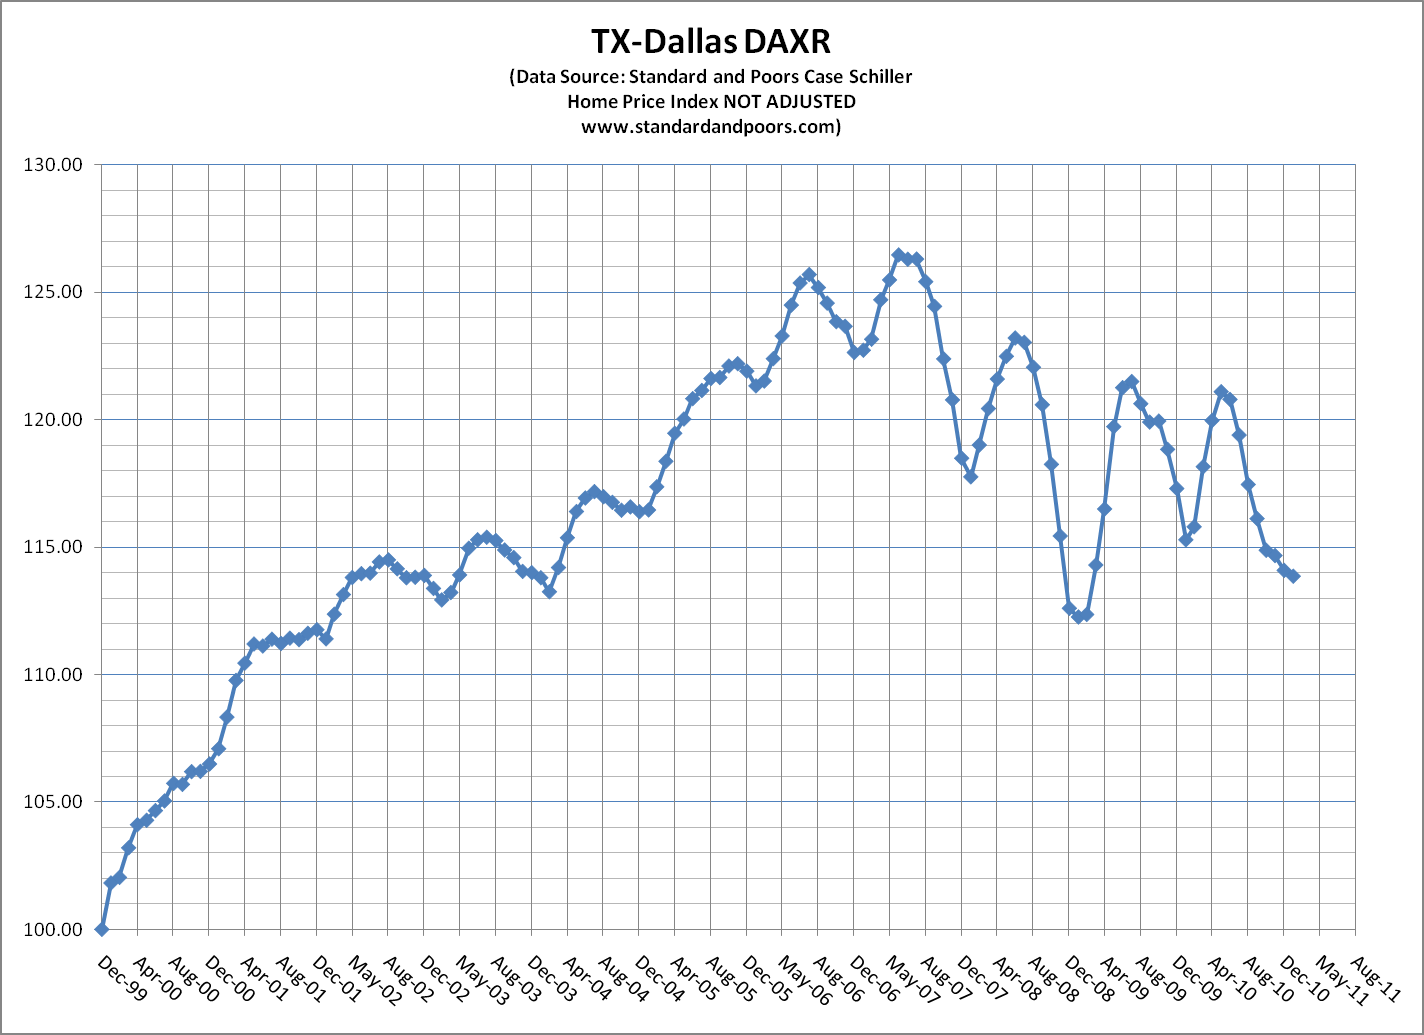 TX-Dallas DAXR
(Data Source: Standard and Poors Case Schiller
Home Price Index NOT ADJUSTED
www.standardandpoors.com)
130.00
125.00
120.00
115.00
110.00
105.00
100.00
Dec-99
Apr-00
Aug-00
Dec-00
Apr-01
Aug-01
Dec-01
May-02
Aug-02
Dec-02
May-03
Aug-03
Dec-03
Apr-04
Aug-04
Dec-04
Apr-05
Aug-05
Dec-05
May-06
Aug-06
Dec-06
May-07
Aug-07
Dec-07
Apr-08
Aug-08
Dec-08
Apr-09
Aug-09
Dec-09
Apr-10
Aug-10
Dec-10
May-11
Aug-11